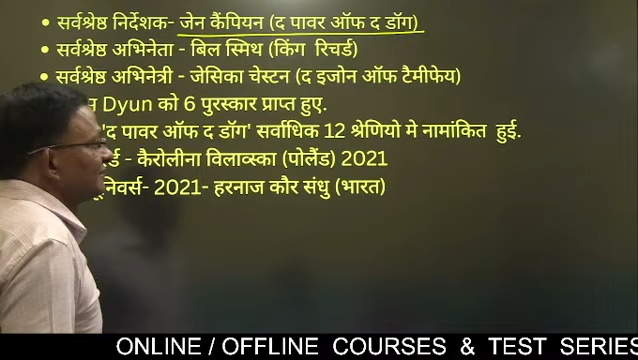 • सर्वश्रेष्ठ निर्देशक- जेन कैंपियन (द पावर ऑफ द डॉग)
• सर्वश्रेष्ठ अभिनेता - बिल स्मिथ (किंग रिचर्ड)
• सर्वश्रेष्ठ अभिनेत्री - जेसिका चेस्टन (द इजोन ऑफ टैमीफेय)
Dyun को 6 पुरस्कार प्राप्त हुए.
'द पावर ऑफ द डॉग' सर्वाधिक 12 श्रेणियो मे नामांकित हुई.
- कैरोलीना विलाव्स्का (पोलैंड) 2021
2021- हरनाज कौर संधु (भारत)
ONLINE / OFFLINE COURSES & TEST SERIES